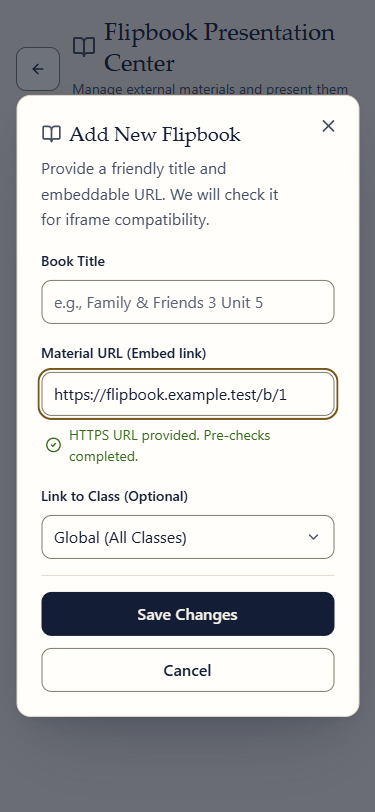 Flipbook Presentation
Center
Manage external materials and present them
Add New Flipbook
Provide a friendly title and
embeddable URL. We will check it
for iframe compatibility.
Book Title
e.g., Family & Friends 3 Unit 5
Material URL (Embed link)
https://flipbook.example.test/b/1
HTTPS URL provided. Pre-checks
completed.
Link to Class (Optional)
Global (All Classes)
Save Changes
Cancel